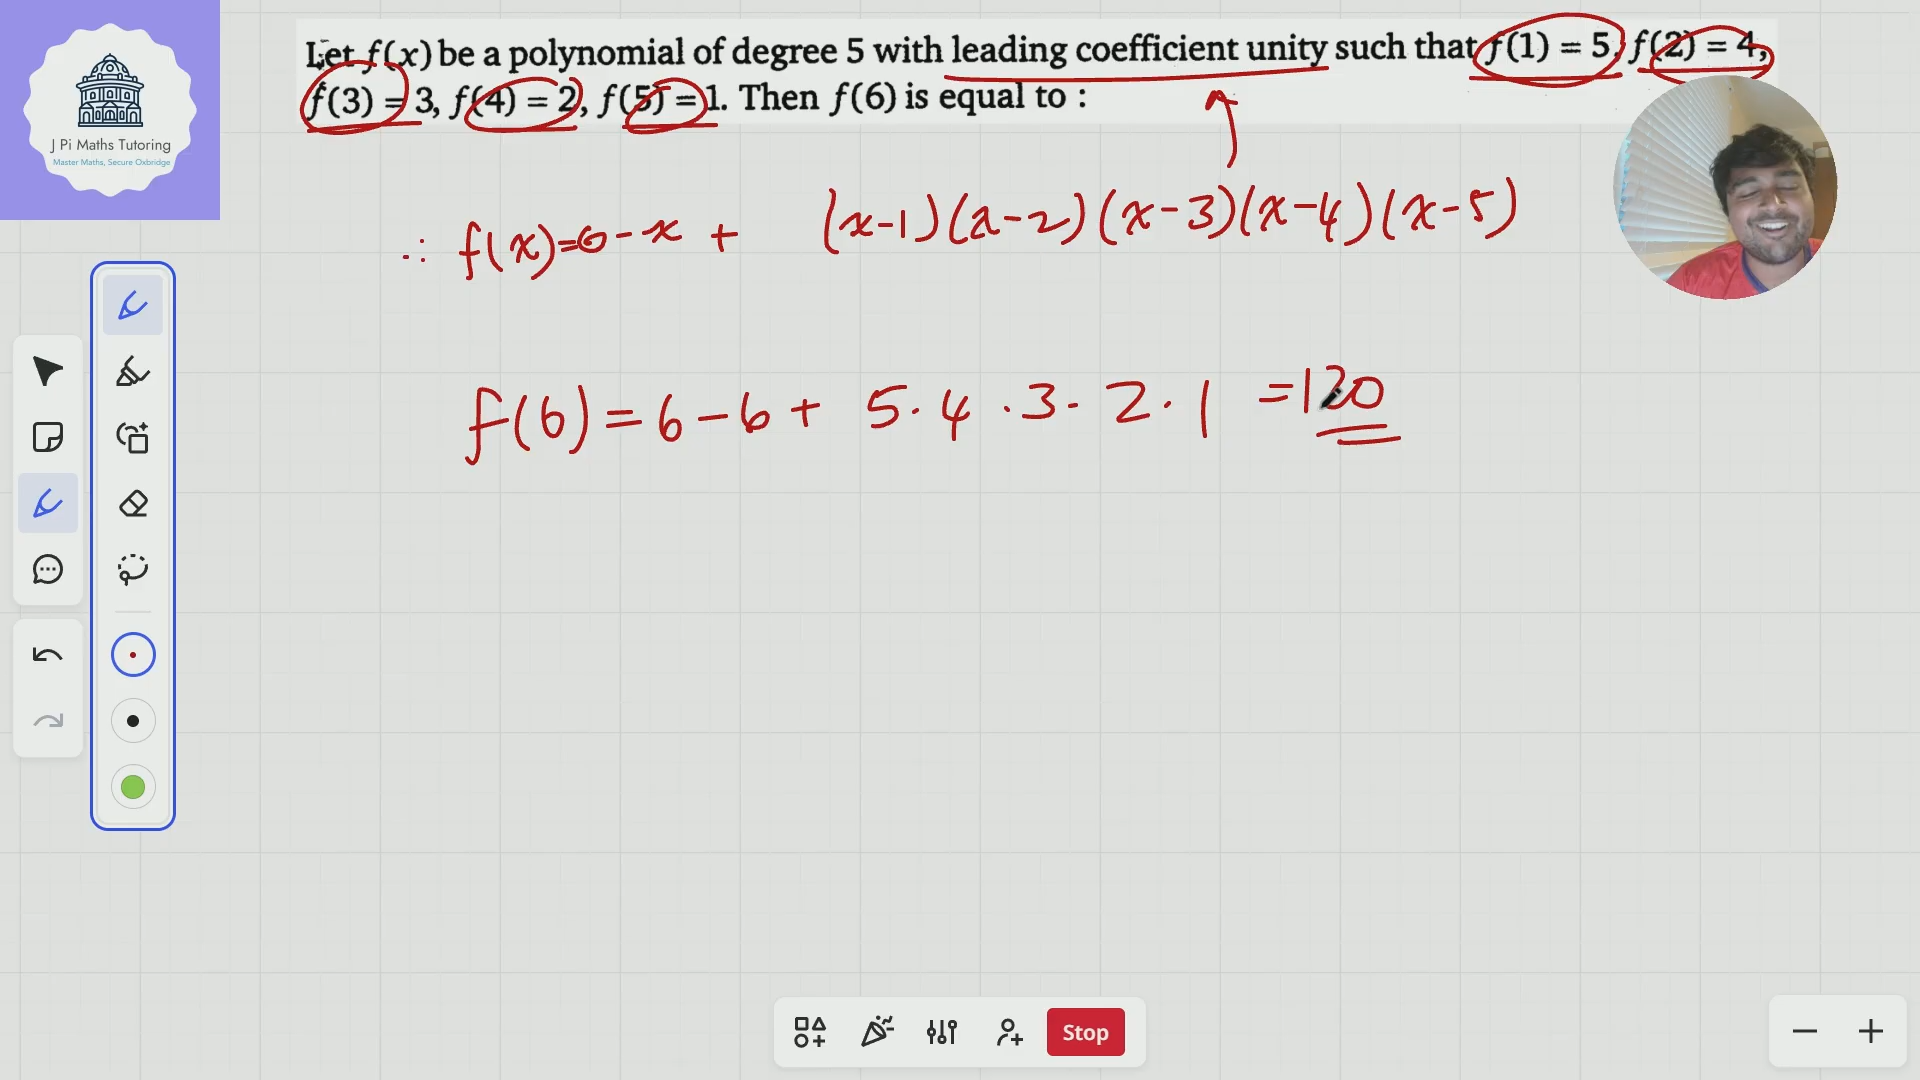 J Pi Maths Tutoring
Master Maths, Secure Oxbridge
Let f(x) be a polynomial of degree 5 with leading coefficient unity such that f(1) = 5, f(2) = 4,
f(3) = 3, f(4) = 2, f(5) = 1. Then f(6) is equal to :
∴ f(x)=6-x + (x-1)(x-2)(x-3)(x-4)(x-5)
f(6) = 6-6+ 5·4·3·2·1 =120
Stop